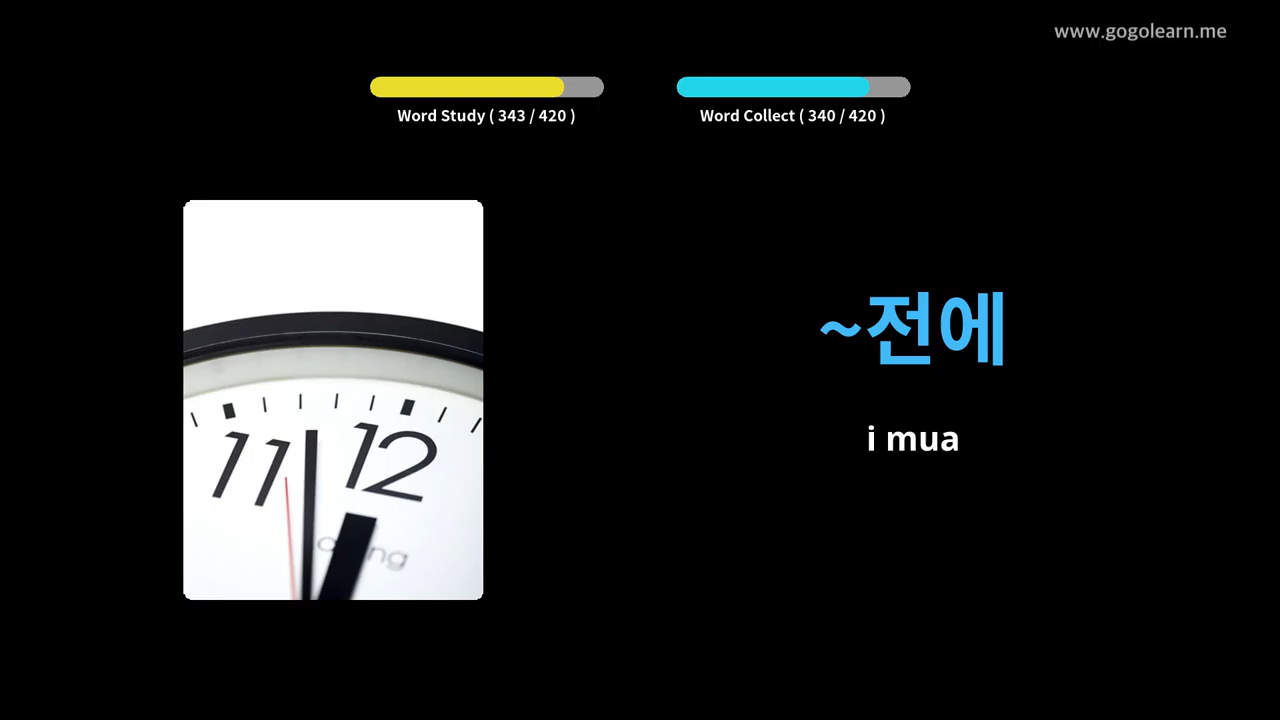 www.gogolearn.me
Word Study ( 343 / 420 )
Word Collect ( 340 / 420 )
11 12
~전에
i mua